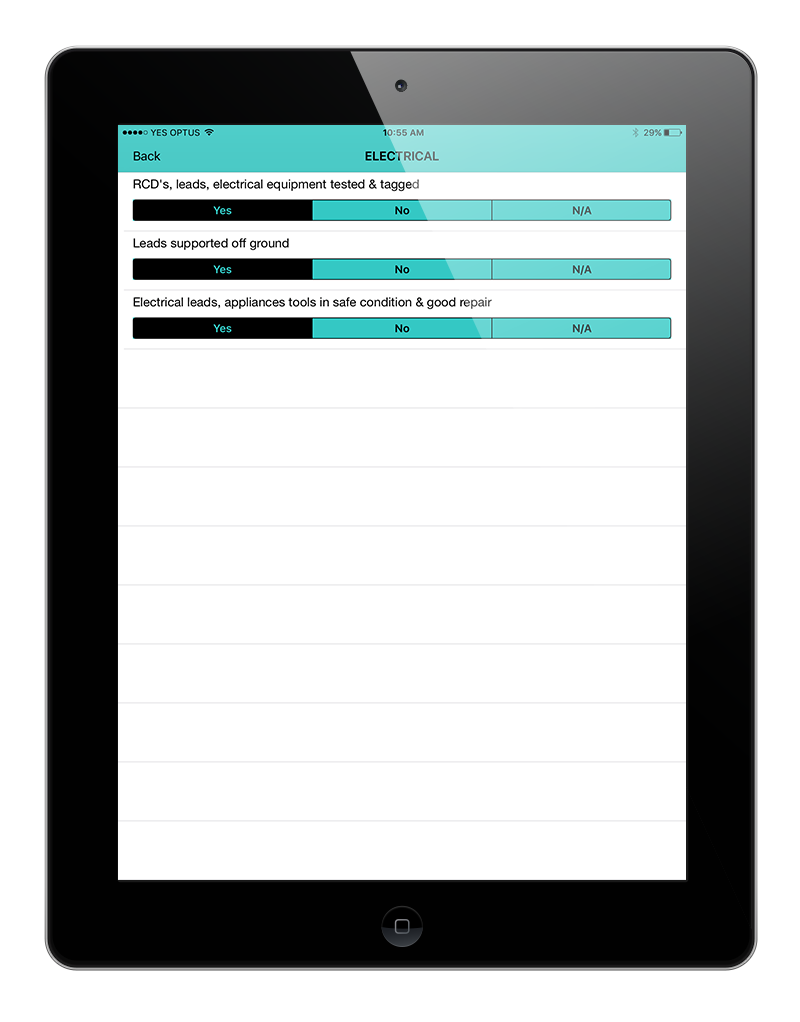 YES OPTUS 10:55 AM 29%
Back ELECTRICAL
RCD's, leads, electrical equipment tested & tagged
Yes No N/A
Leads supported off ground
Yes No N/A
Electrical leads, appliances tools in safe condition & good repair
Yes No N/A